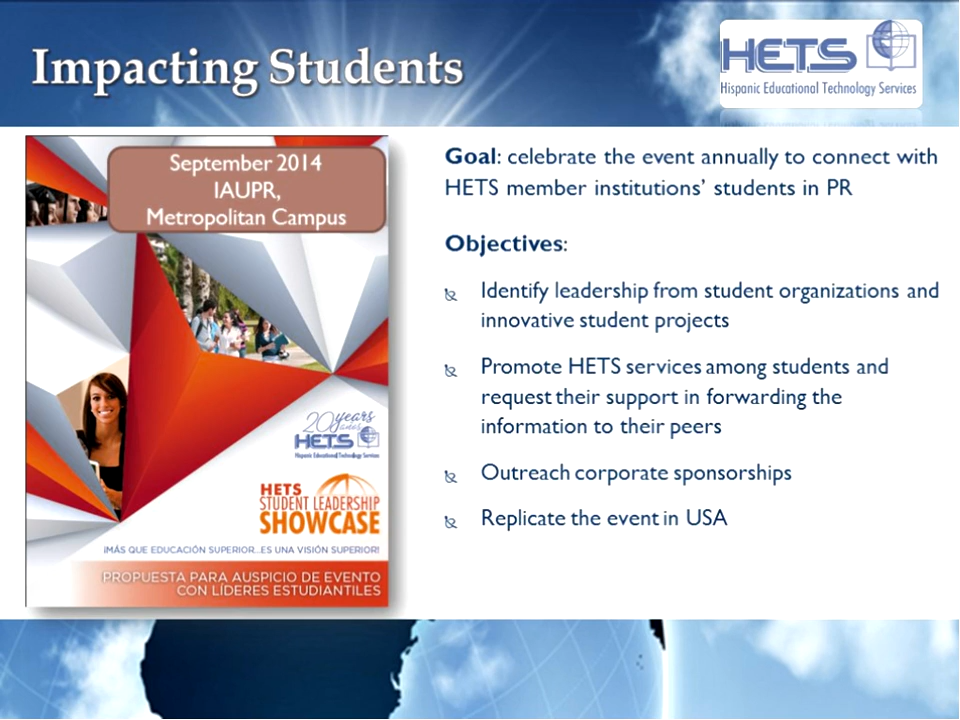 Impacting Students
HETS
Hispanic Educational Technology Services
September 2014
IAUPR,
Metropolitan Campus
20 years
años
HETS
Hispanic Educational Technology Services
HETS
STUDENT LEADERSHIP
SHOWCASE
¡MÁS QUE EDUCACIÓN SUPERIOR...ES UNA VISIÓN SUPERIOR!
PROPUESTA PARA AUSPICIO DE EVENTO
CON LÍDERES ESTUDIANTILES
Goal: celebrate the event annually to connect with
HETS member institutions’ students in PR
Objectives:
Identify leadership from student organizations and
innovative student projects
Promote HETS services among students and
request their support in forwarding the
information to their peers
Outreach corporate sponsorships
Replicate the event in USA